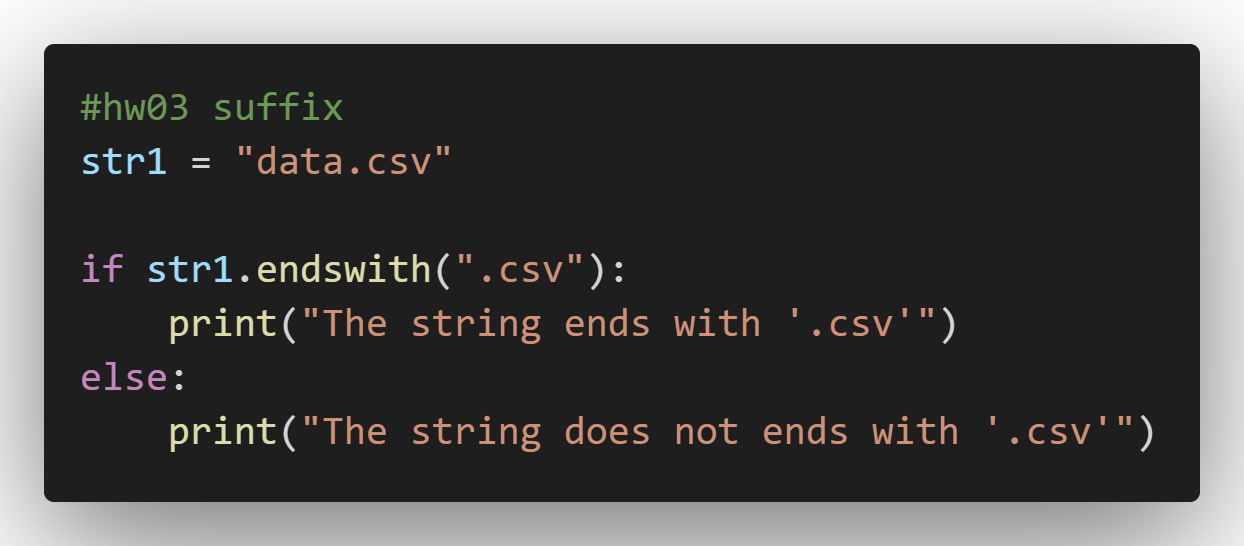 #hw03 suffix
str1 = "data.csv"
if str1.endswith(".csv"):
    print("The string ends with '.csv'")
else:
    print("The string does not ends with '.csv'")